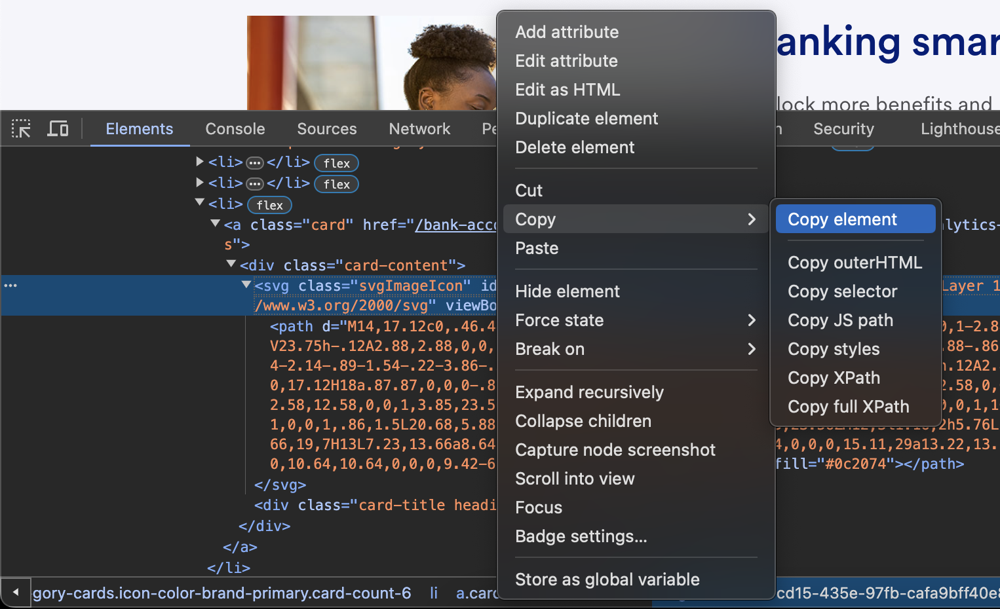 Add attribute
anking smar
Edit attribute
Edit as HTML
lock more benefits and
Duplicate element
Elements Console Sources Network Pe Security Lighthouse
Delete element
<li> ••• </li> flex
<li> ••• </li> flex
Cut
<li> flex
Copy
Copy element
<a class="card" href="/bank-acco
lytics-
s">
Paste
<div class="card-content">
Copy outerHTML
•••
<svg class="svgImageIcon" id
Layer 1
Hide element
Copy selector
/www.w3.org/2000/svg" viewBo
Force state
Copy JS path
<path d="M14,17.12c0,.46.4
,1-2.8
V23.75h-.12A2.88,2.88,0,0,
.88-.86
Break on
Copy styles
4-2.14-.89-1.54-.22-3.86-.
.12A2.
Copy XPath
0,17.12H18a.87.87,0,0,0-.8
2.58,0,
Expand recursively
2.58,12.58,0,0,1,3.85,23.5
,0,1,1
Copy full XPath
Collapse children
1,0,0,1,.86,1.5L20.68,5.88
2h5.76L
66,19,7H13L7.23,13.66a8.64
4,0,0,0,15.11,29a13.22,13.
Capture node screenshot
0,10.64,10.64,0,0,0,9.42-6
fill="#0c2074"></path>
Scroll into view
</svg>
<div class="card-title headi
Focus
</div>
Badge settings...
</a>
</li>
Store as global variable
gory-cards.icon-color-brand-primary.card-count-6 li a.card
cd15-435e-97fb-cafa9bff40e8